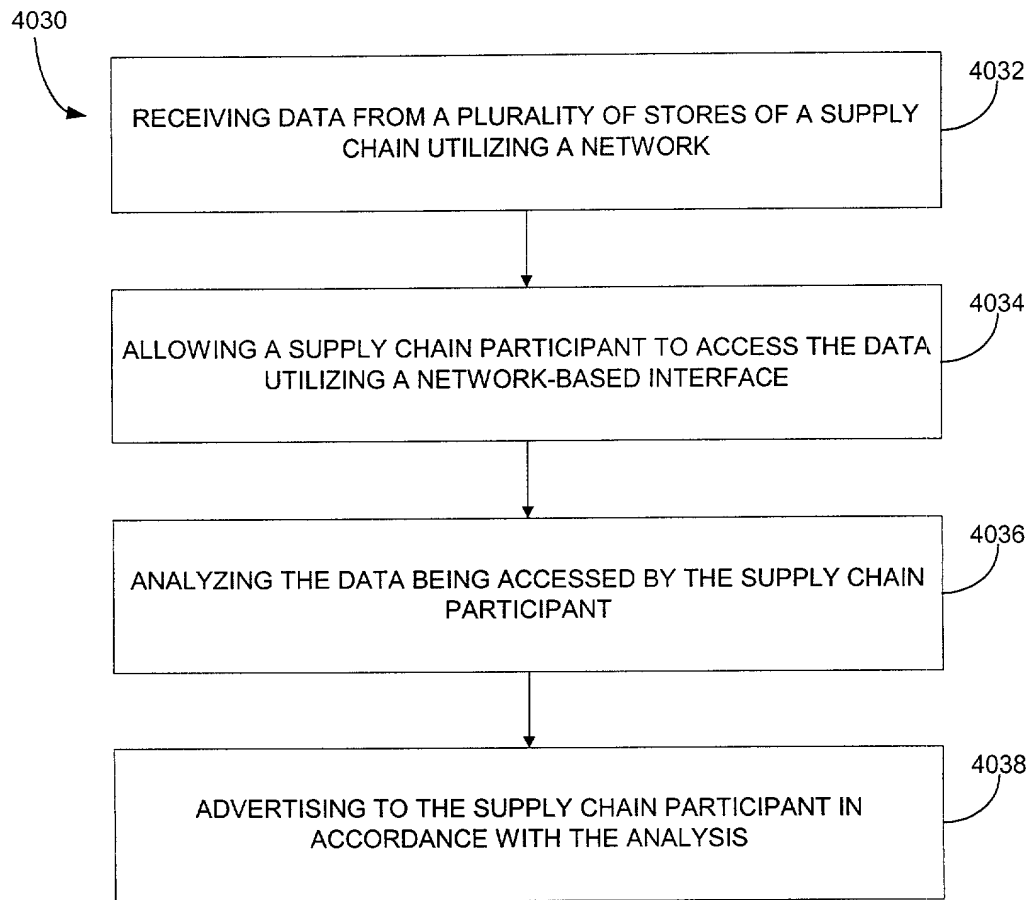 4030
4032
RECEIVING DATA FROM A PLURALITY OF STORES OF A SUPPLY
CHAIN UTILIZING A NETWORK
4034
ALLOWING A SUPPLY CHAIN PARTICIPANT TO ACCESS THE DATA
UTILIZING A NETWORK-BASED INTERFACE
4036
ANALYZING THE DATA BEING ACCESSED BY THE SUPPLY CHAIN
PARTICIPANT
4038
ADVERTISING TO THE SUPPLY CHAIN PARTICIPANT IN
ACCORDANCE WITH THE ANALYSIS